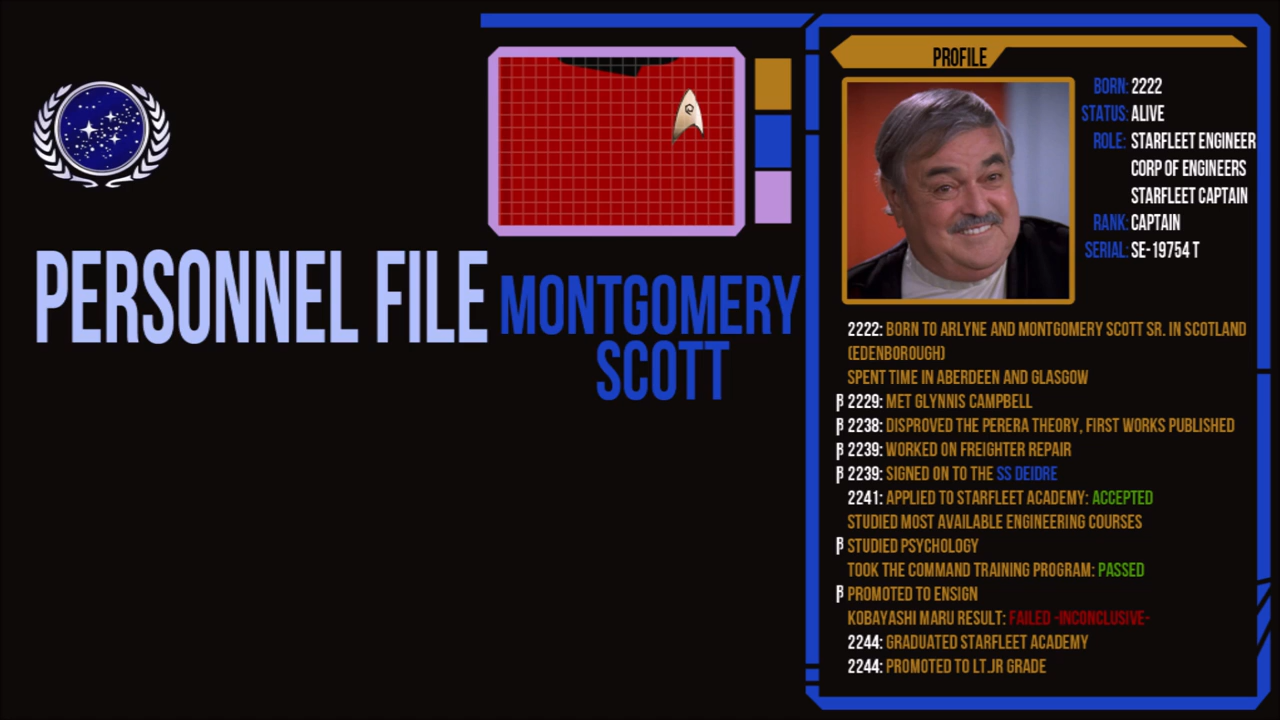 PERSONNEL FILE
MONTGOMERY
SCOTT
PROFILE
BORN: 2222
STATUS: ALIVE
ROLE: STARFLEET ENGINEER
CORP OF ENGINEERS
STARFLEET CAPTAIN
RANK: CAPTAIN
SERIAL: SE-19754 T
2222: BORN TO ARLYNE AND MONTGOMERY SCOTT SR. IN SCOTLAND
(EDENBOROUGH)
SPENT TIME IN ABERDEEN AND GLASGOW
β 2229: MET GLYNNIS CAMPBELL
β 2238: DISPROVED THE PERERA THEORY, FIRST WORKS PUBLISHED
β 2239: WORKED ON FREIGHTER REPAIR
β 2239: SIGNED ON TO THE SS DEIDRE
2241: APPLIED TO STARFLEET ACADEMY: ACCEPTED
STUDIED MOST AVAILABLE ENGINEERING COURSES
β STUDIED PSYCHOLOGY
TOOK THE COMMAND TRAINING PROGRAM: PASSED
β PROMOTED TO ENSIGN
KOBAYASHI MARU RESULT: FAILED -INCONCLUSIVE-
2244: GRADUATED STARFLEET ACADEMY
2244: PROMOTED TO LT.JR GRADE